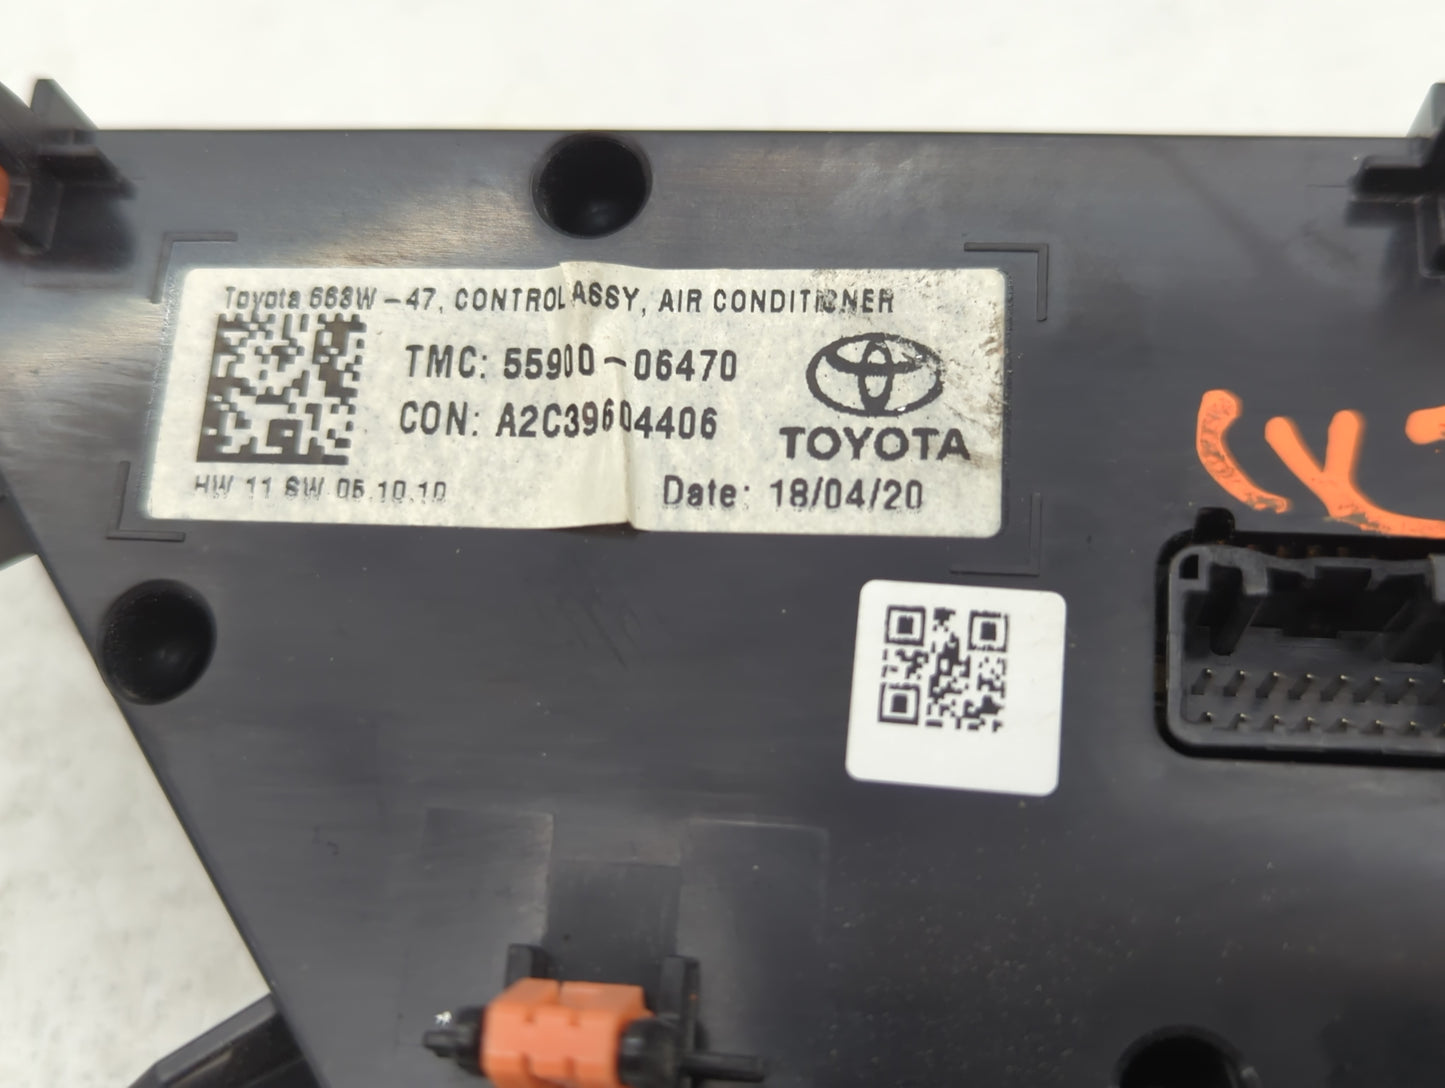 Toyota 668W-47, CONTROL ASSY, AIR CONDITIONER
TMC: 55900-06470
CON: A2C39604406
TOYOTA
HW 11 SW 05.10.10
Date: 18/04/20